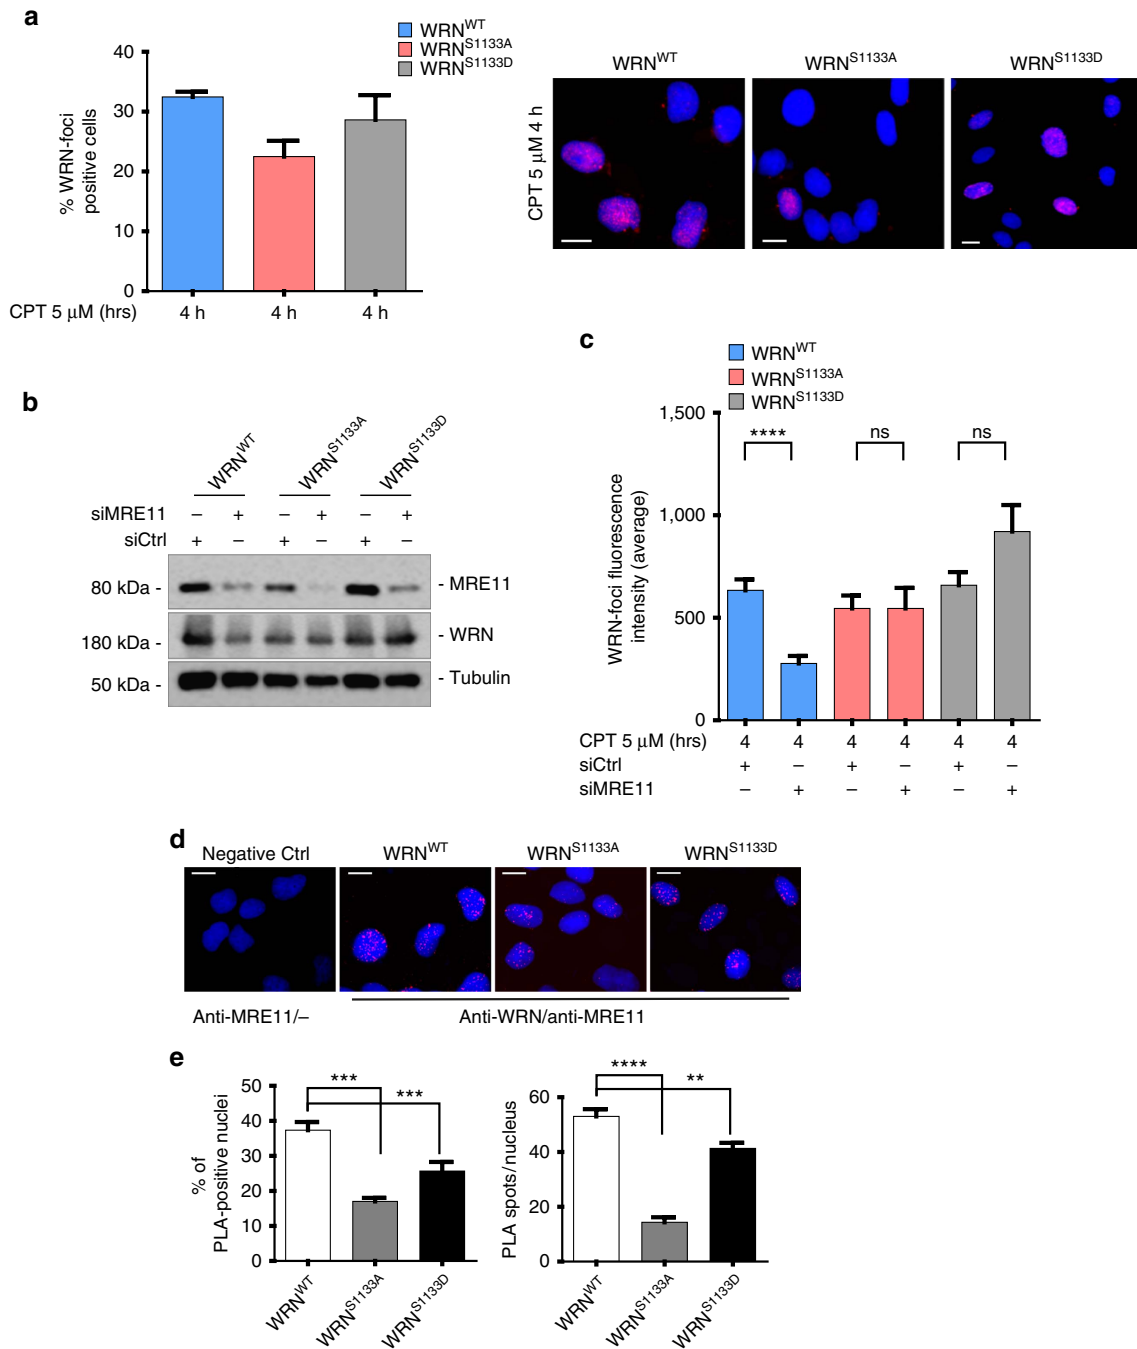 a
WRN^WT
WRN^S1133A
WRN^S1133D
40
30
20
10
0
% WRN-foci
positive cells
CPT 5 μM (hrs)
4 h
4 h
4 h
WRN^WT
WRN^S1133A
WRN^S1133D
CPT 5 μM 4 h
b
WRN^WT
WRN^S1133A
WRN^S1133D
siMRE11 – + – + – +
siCtrl + – + – + –
80 kDa - - MRE11
180 kDa - - WRN
50 kDa - - Tubulin
c
WRN^WT
WRN^S1133A
WRN^S1133D
1,500
1,000
500
0
WRN-foci fluorescence
intensity (average)
****
ns
ns
CPT 5 μM (hrs) 4 4 4 4 4 4
siCtrl + – + – + –
siMRE11 – + – + – +
d
Negative Ctrl
WRN^WT
WRN^S1133A
WRN^S1133D
Anti-MRE11/–
Anti-WRN/anti-MRE11
e
50
40
30
20
10
0
% of
PLA-positive nuclei
***
***
WRN^WT
WRN^S1133A
WRN^S1133D
60
40
20
0
PLA spots/nucleus
****
**
WRN^WT
WRN^S1133A
WRN^S1133D